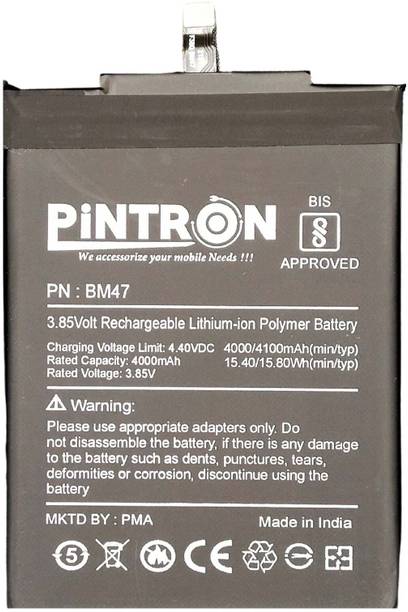 BIS
PiNTRON
We accessorize your mobile Needs !!!
APPROVED
PN : BM47
3.85Volt Rechargeable Lithium-ion Polymer Battery
Charging Voltage Limit: 4.40VDC 4000/4100mAh(min/typ)
Rated Capacity: 4000mAh 15.40/15.80Wh(min/typ)
Rated Voltage: 3.85V
Warning:
Please use appropriate adapters only. Do
not disassemble the battery, if there is any damage
to the battery such as dents, punctures, tears,
deformities or corrosion, discontinue using the
battery
MKTD BY : PMA Made in India
5 CE